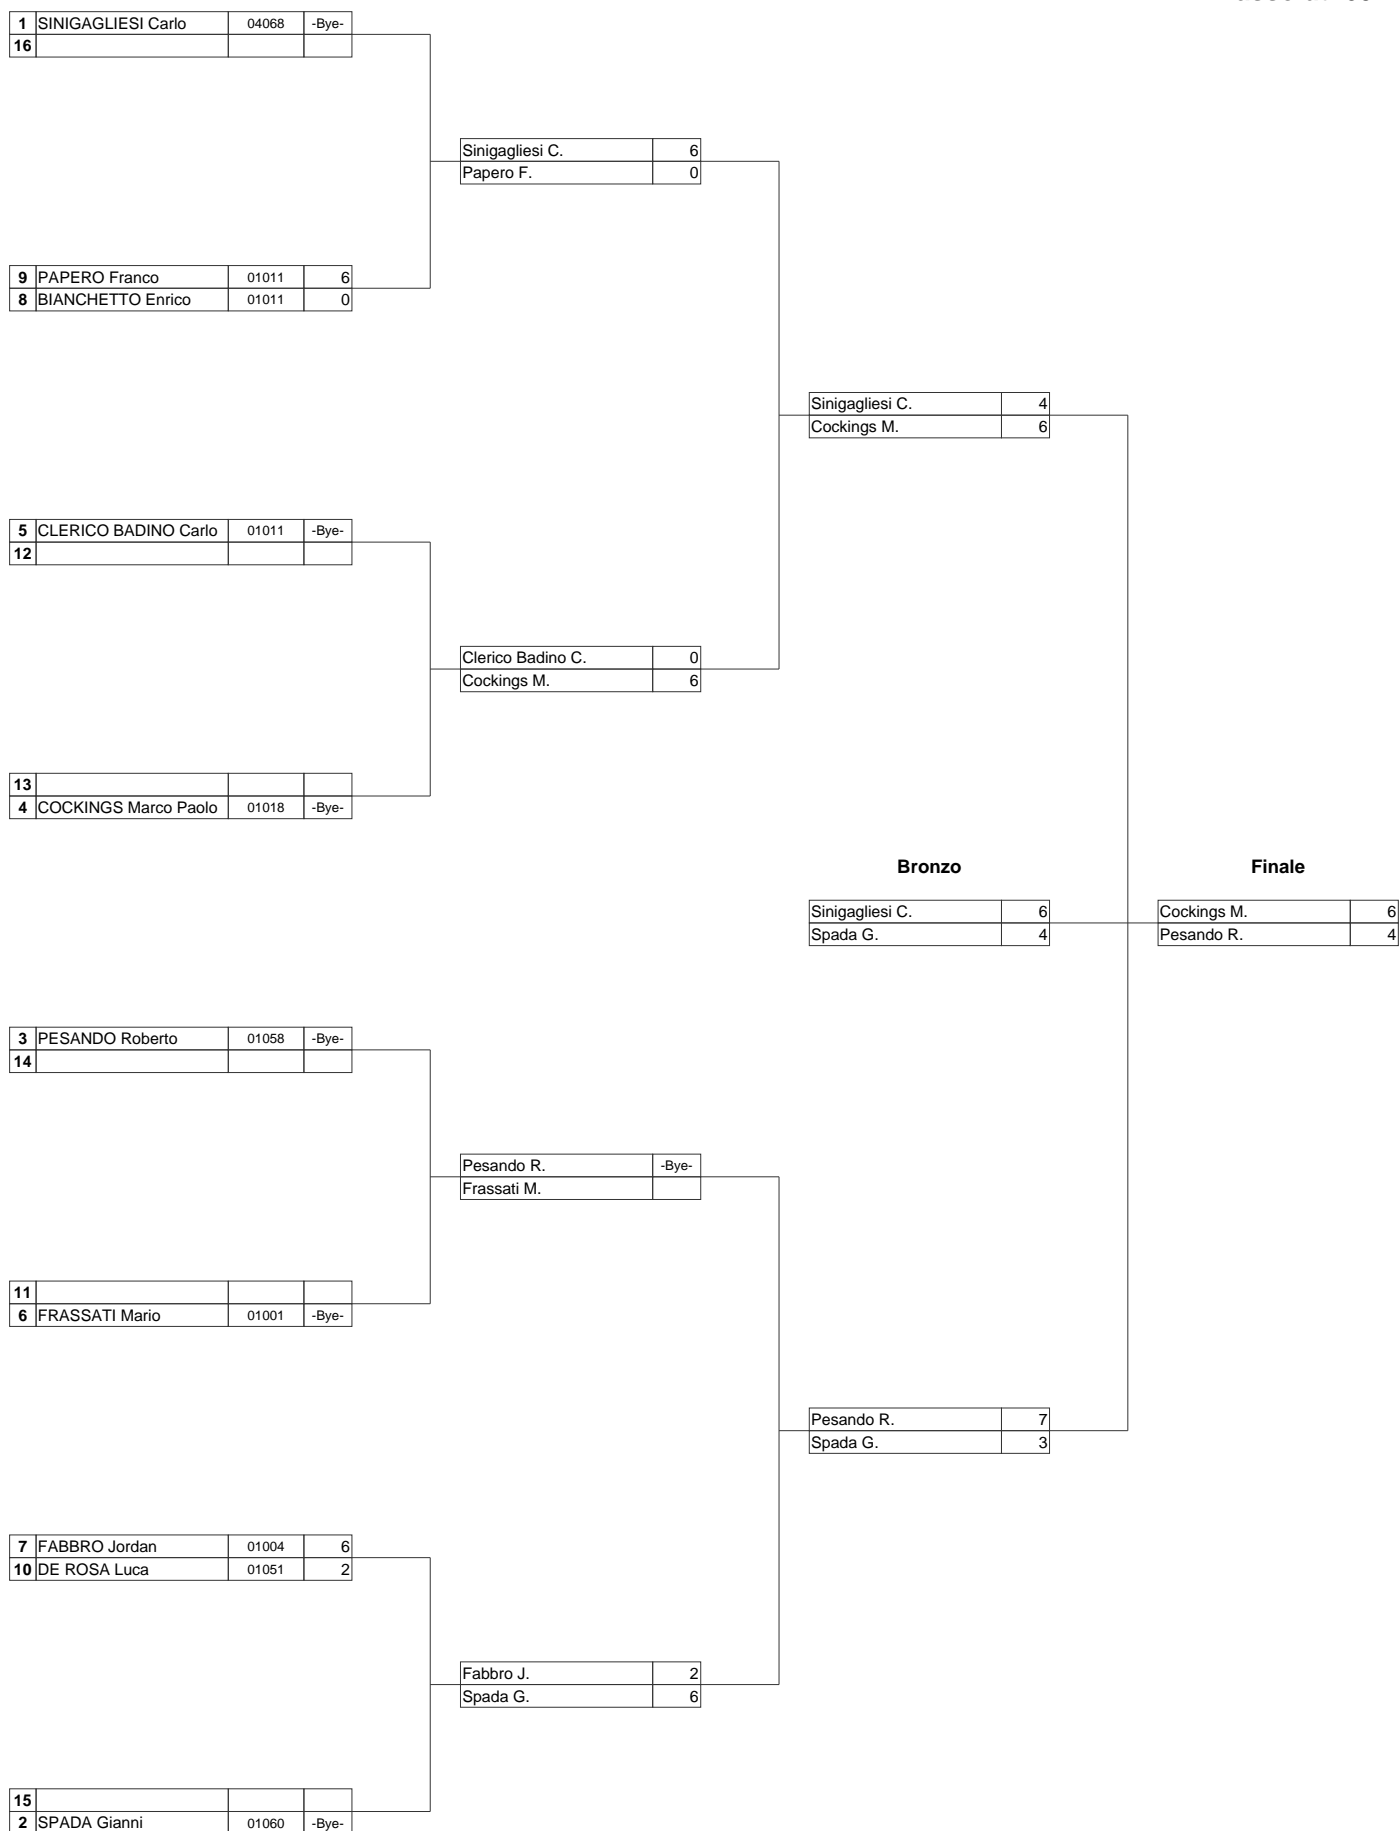 1 SINIGAGLIESI Carlo 04068 -Bye-
16
Sinigagliesi C. 6
Papero F. 0
9 PAPERO Franco 01011 6
8 BIANCHETTO Enrico 01011 0
Sinigagliesi C. 4
Cockings M. 6
5 CLERICO BADINO Carlo 01011 -Bye-
12
Clerico Badino C. 0
Cockings M. 6
13
4 COCKINGS Marco Paolo 01018 -Bye-
Bronzo
Sinigagliesi C. 6
Spada G. 4
Finale
Cockings M. 6
Pesando R. 4
3 PESANDO Roberto 01058 -Bye-
14
Pesando R. -Bye-
Frassati M.
11
6 FRASSATI Mario 01001 -Bye-
Pesando R. 7
Spada G. 3
7 FABBRO Jordan 01004 6
10 DE ROSA Luca 01051 2
Fabbro J. 2
Spada G. 6
15
2 SPADA Gianni 01060 -Bye-